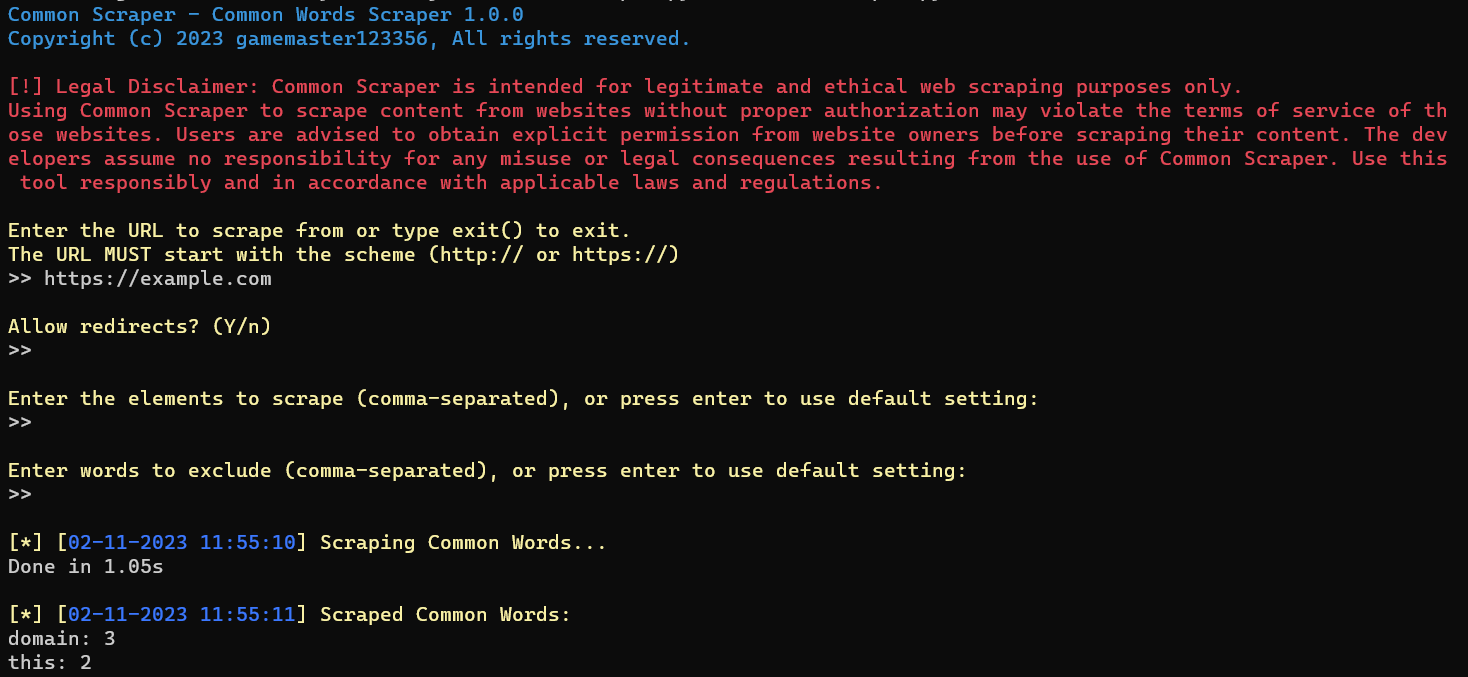 Common Scraper - Common Words Scraper 1.0.0
Copyright (c) 2023 gamemaster123356, All rights reserved.
[!] Legal Disclaimer: Common Scraper is intended for legitimate and ethical web scraping purposes only.
Using Common Scraper to scrape content from websites without proper authorization may violate the terms of service of th
ose websites. Users are advised to obtain explicit permission from website owners before scraping their content. The dev
elopers assume no responsibility for any misuse or legal consequences resulting from the use of Common Scraper. Use this
 tool responsibly and in accordance with applicable laws and regulations.
Enter the URL to scrape from or type exit() to exit.
The URL MUST start with the scheme (http:// or https://)
>> https://example.com
Allow redirects? (Y/n)
>>
Enter the elements to scrape (comma-separated), or press enter to use default setting:
>>
Enter words to exclude (comma-separated), or press enter to use default setting:
>>
[*] [02-11-2023 11:55:10] Scraping Common Words...
Done in 1.05s
[*] [02-11-2023 11:55:11] Scraped Common Words:
domain: 3
this: 2